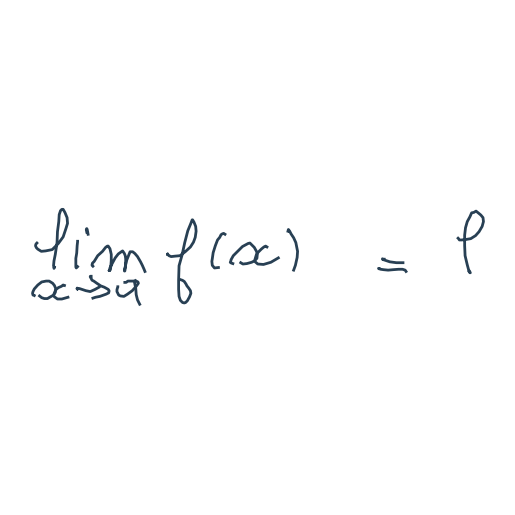 lim f(x) = l
x→a